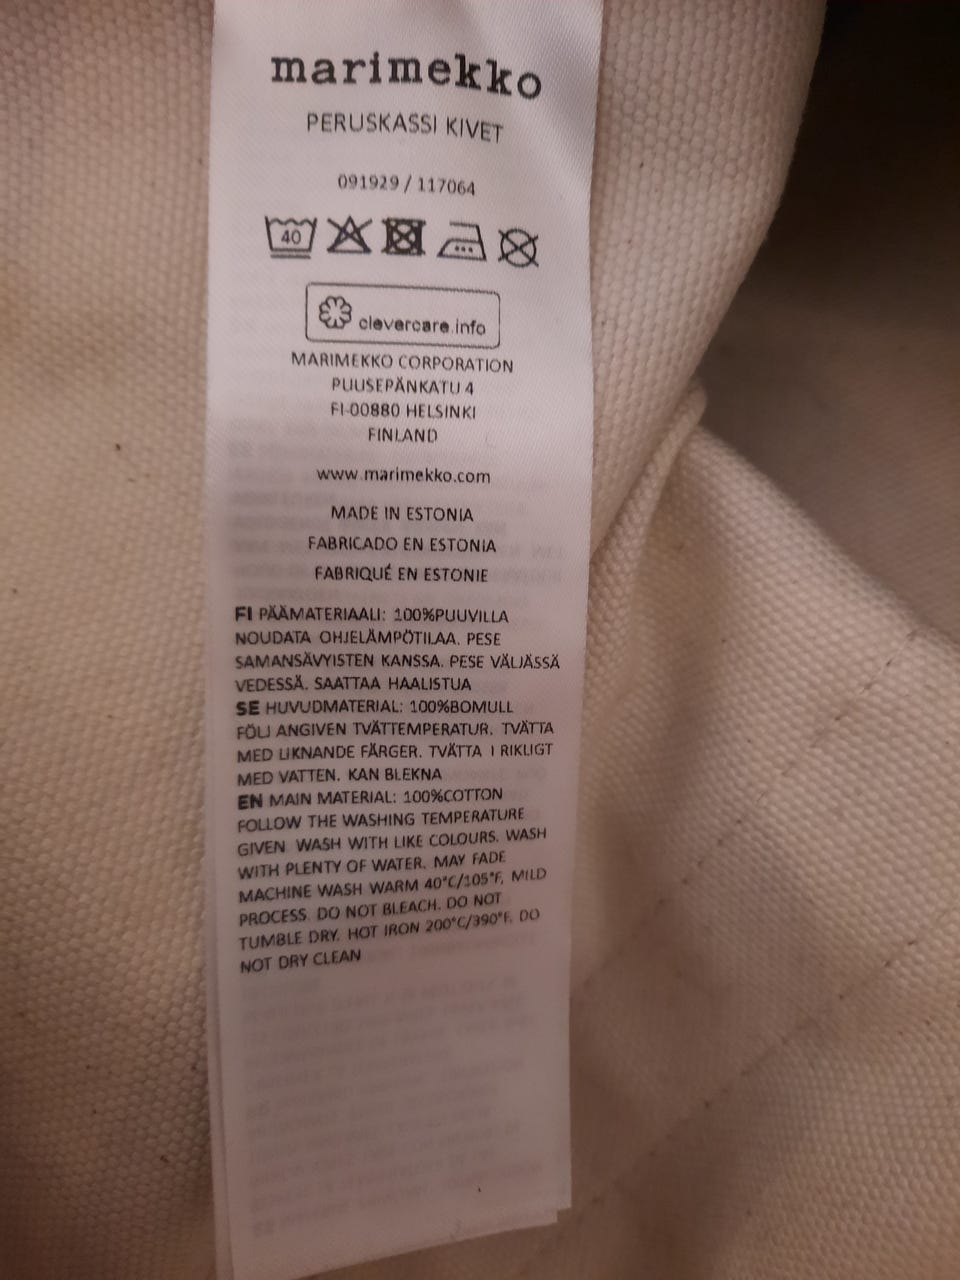 marimekko
PERUSKASSI KIVET
091929 / 117064
40
clevercare.info
MARIMEKKO CORPORATION
PUUSEPÄNKATU 4
FI-00880 HELSINKI
FINLAND
www.marimekko.com
MADE IN ESTONIA
FABRICADO EN ESTONIA
FABRIQUÉ EN ESTONIE
FI PÄÄMATERIAALI: 100%PUUVILLA
NOUDATA OHJELÄMPÖTILAA. PESE
SAMANSÄVYISTEN KANSSA. PESE VÄLJÄSSÄ
VEDESSÄ. SAATTAA HAALISTUA
SE HUVUDMATERIAL: 100%BOMULL
FÖLJ ANGIVEN TVÄTTEMPERATUR. TVÄTTA
MED LIKNANDE FÄRGER. TVÄTTA I RIKLIGT
MED VATTEN. KAN BLEKNA
EN MAIN MATERIAL: 100%COTTON
FOLLOW THE WASHING TEMPERATURE
GIVEN. WASH WITH LIKE COLOURS. WASH
WITH PLENTY OF WATER. MAY FADE
MACHINE WASH WARM 40°C/105°F, MILD
PROCESS. DO NOT BLEACH. DO NOT
TUMBLE DRY. HOT IRON 200°C/390°F. DO
NOT DRY CLEAN